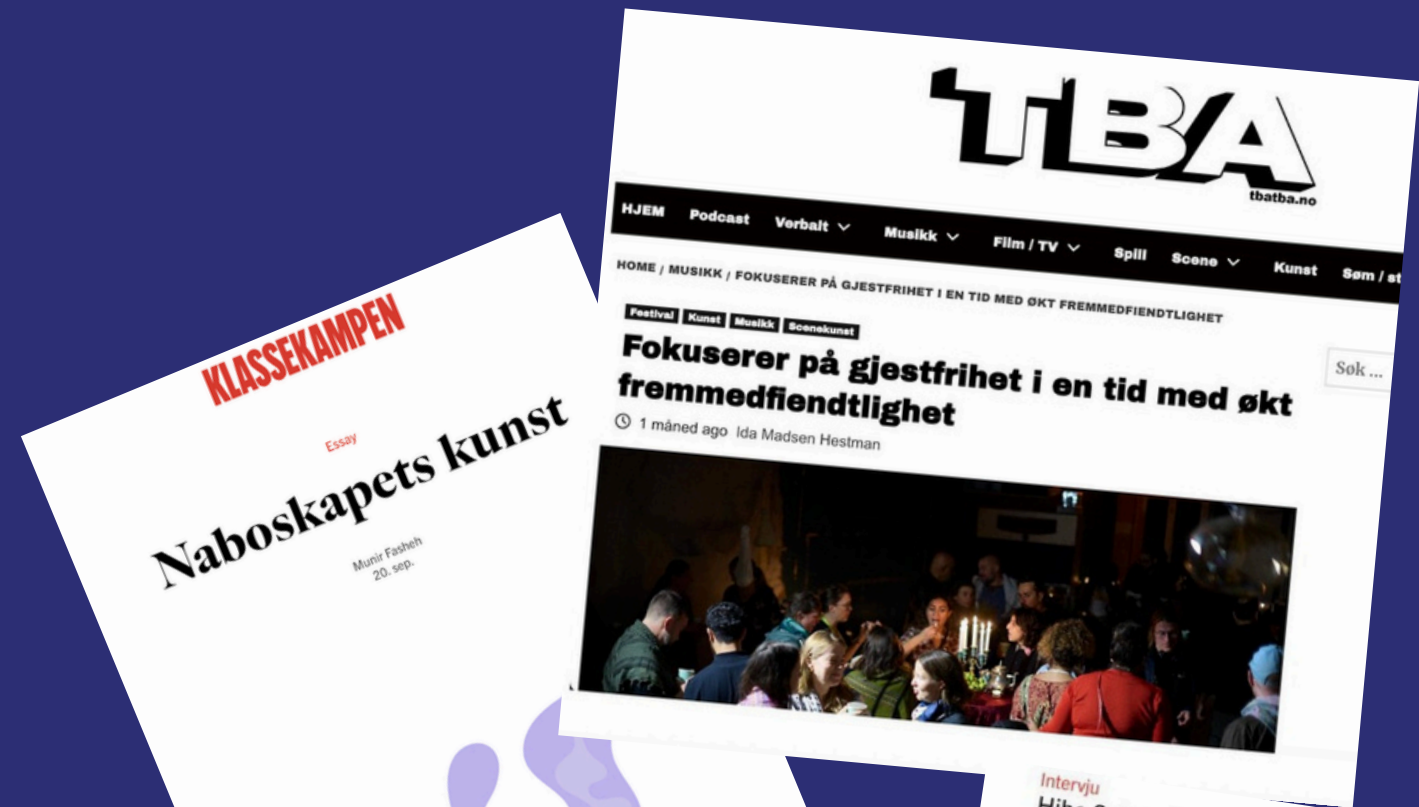 KLASSEKAMPEN
Essay
Naboskapets kunst
Munir Fasheh
20. sep.
TBA
tbatba.no
HJEM Podcast Verbalt Musikk Film / TV Spill Scene Kunst Søm / st
HOME / MUSIKK / FOKUSERER PÅ GJESTFRIHET I EN TID MED ØKT FREMMEDFIENDTLIGHET
Festival Kunst Musikk Scenekunst
Søk ...
Fokuserer på gjestfrihet i en tid med økt
fremmedfiendtlighet
1 måned ago Ida Madsen Hestman
Intervju